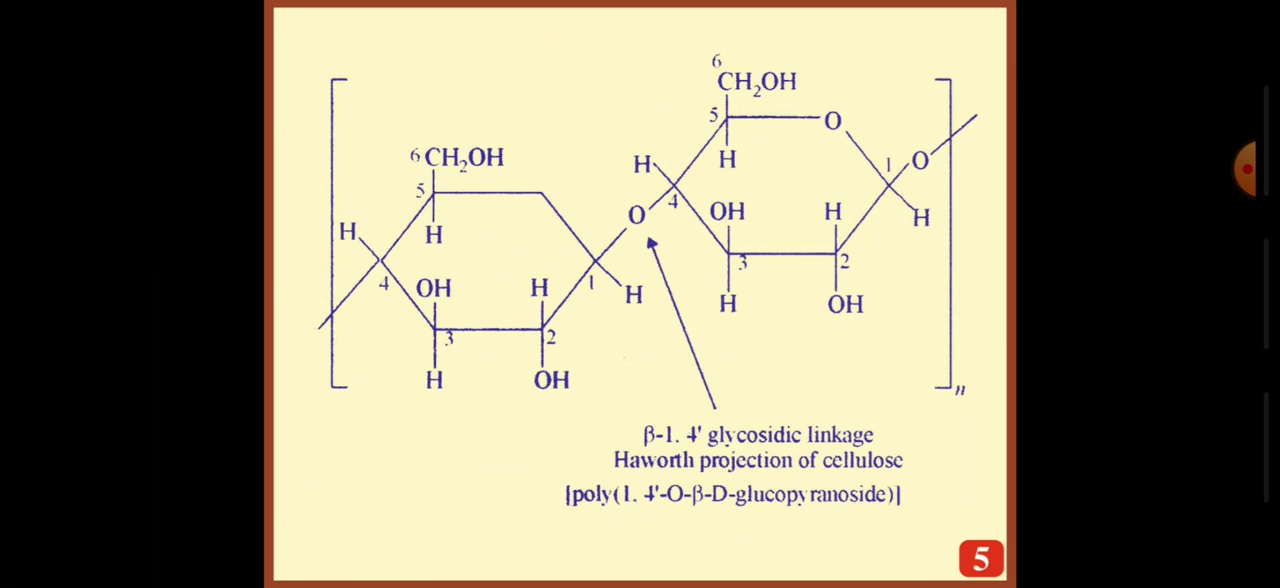 6
CH₂OH
5 O
6 CH₂OH H H 1 O
5 4
O OH H H
H H 3 2
4 OH H 1 H H OH
3 2
H OH
n
β-1. 4' glycosidic linkage
Haworth projection of cellulose
[poly(1. 4'-O-β-D-glucopyranoside)]
5